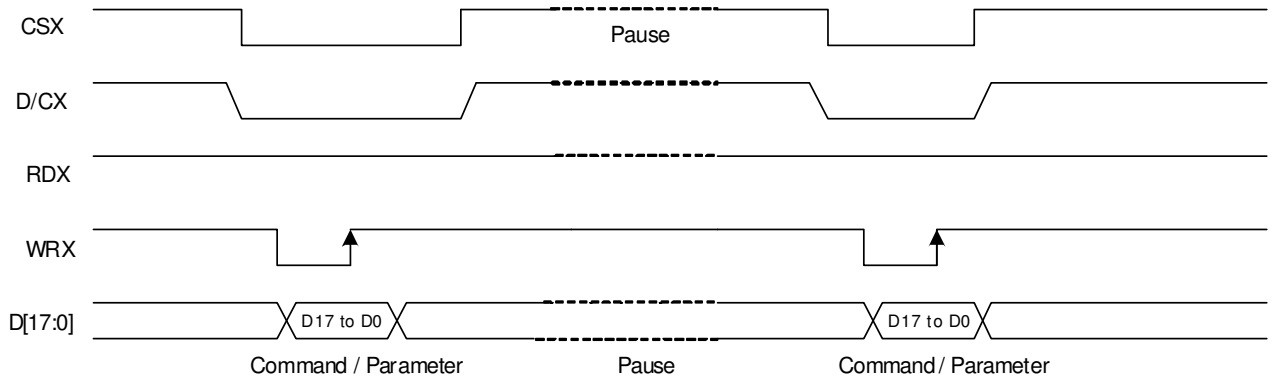 CSX
Pause
D/CX
RDX
WRX
D[17:0]
D17 to D0
D17 to D0
Command / Parameter
Pause
Command / Parameter